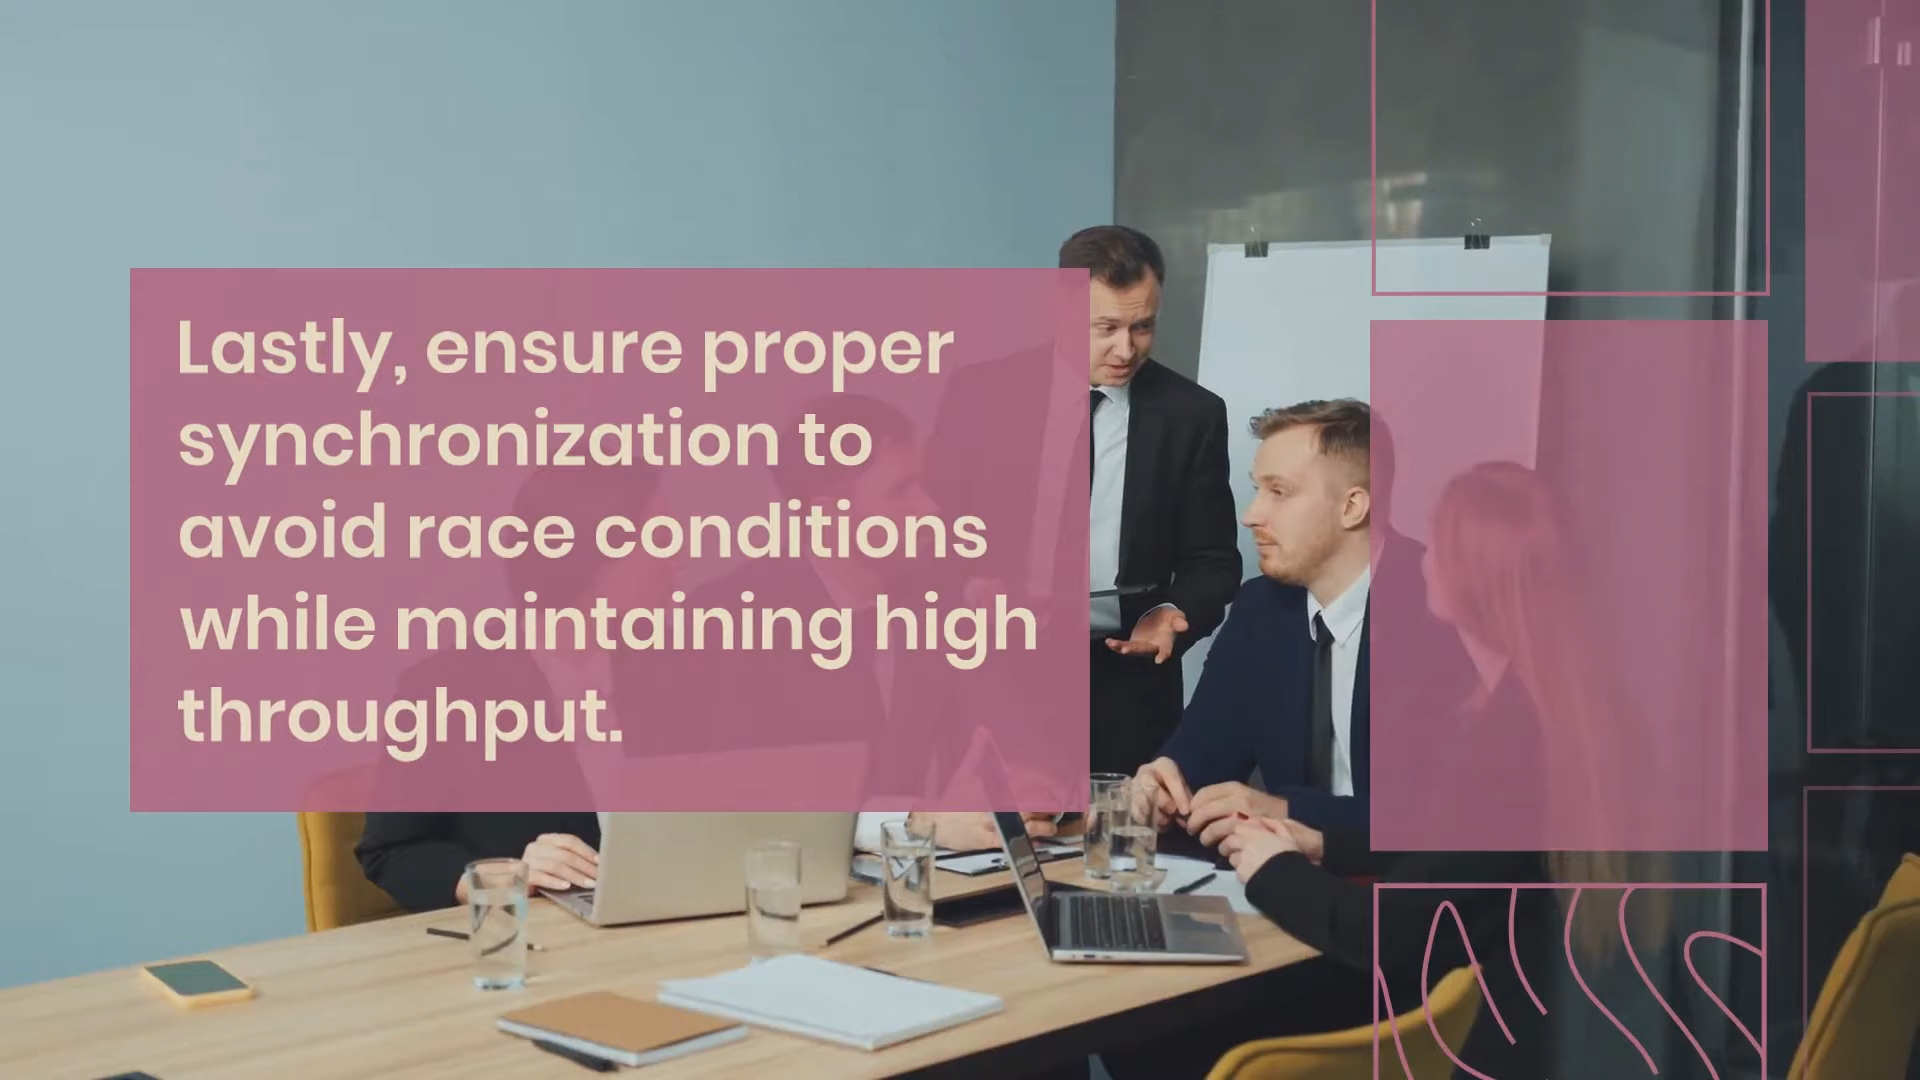 Lastly, ensure proper
synchronization to
avoid race conditions
while maintaining high
throughput.